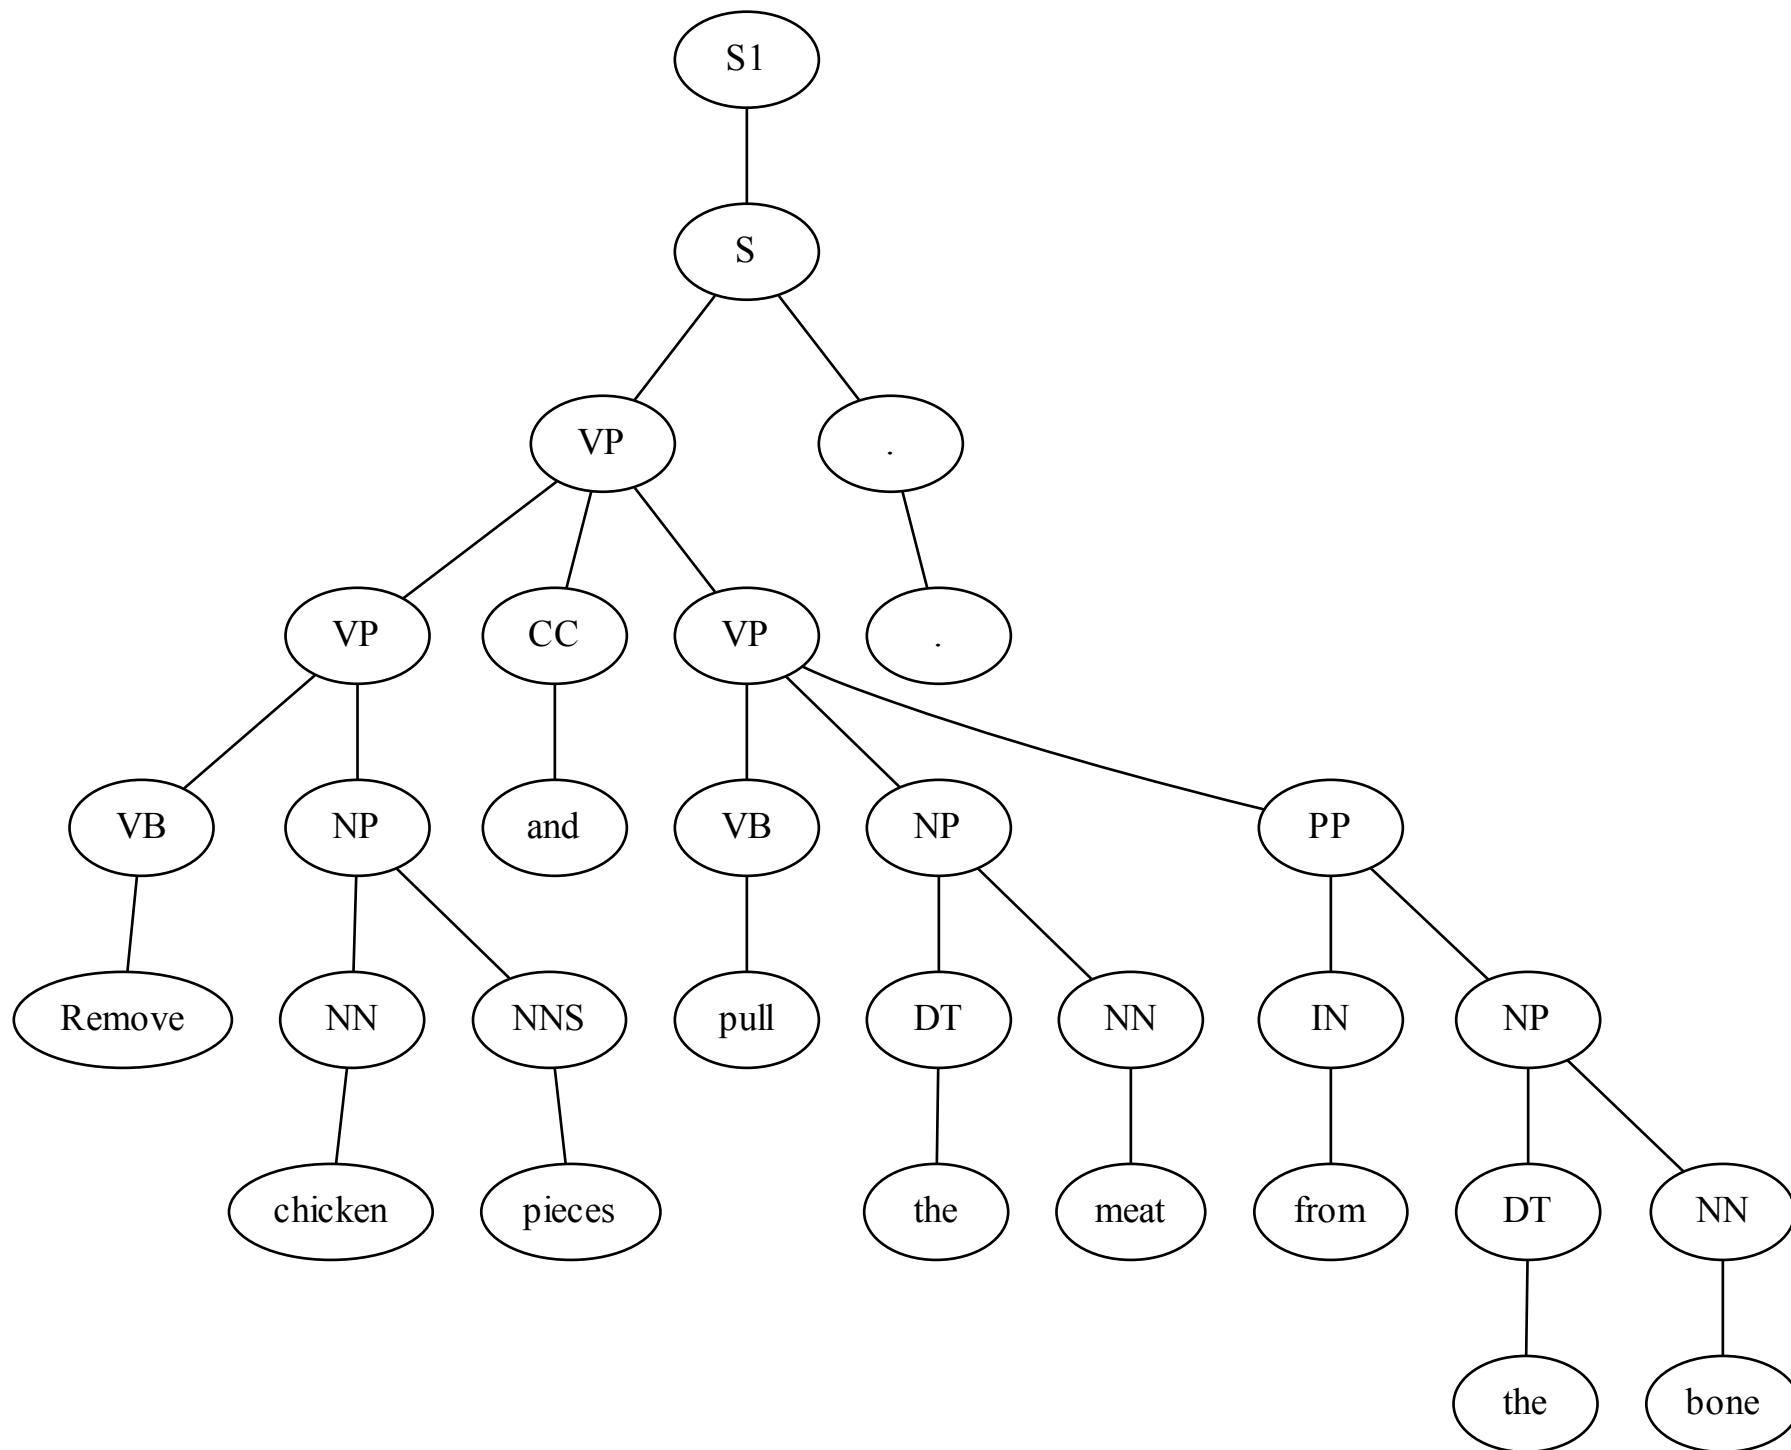 S1
S
VP .
VP CC VP .
VB NP and VB NP PP
Remove NN NNS pull DT NN IN NP
chicken pieces the meat from DT NN
the bone